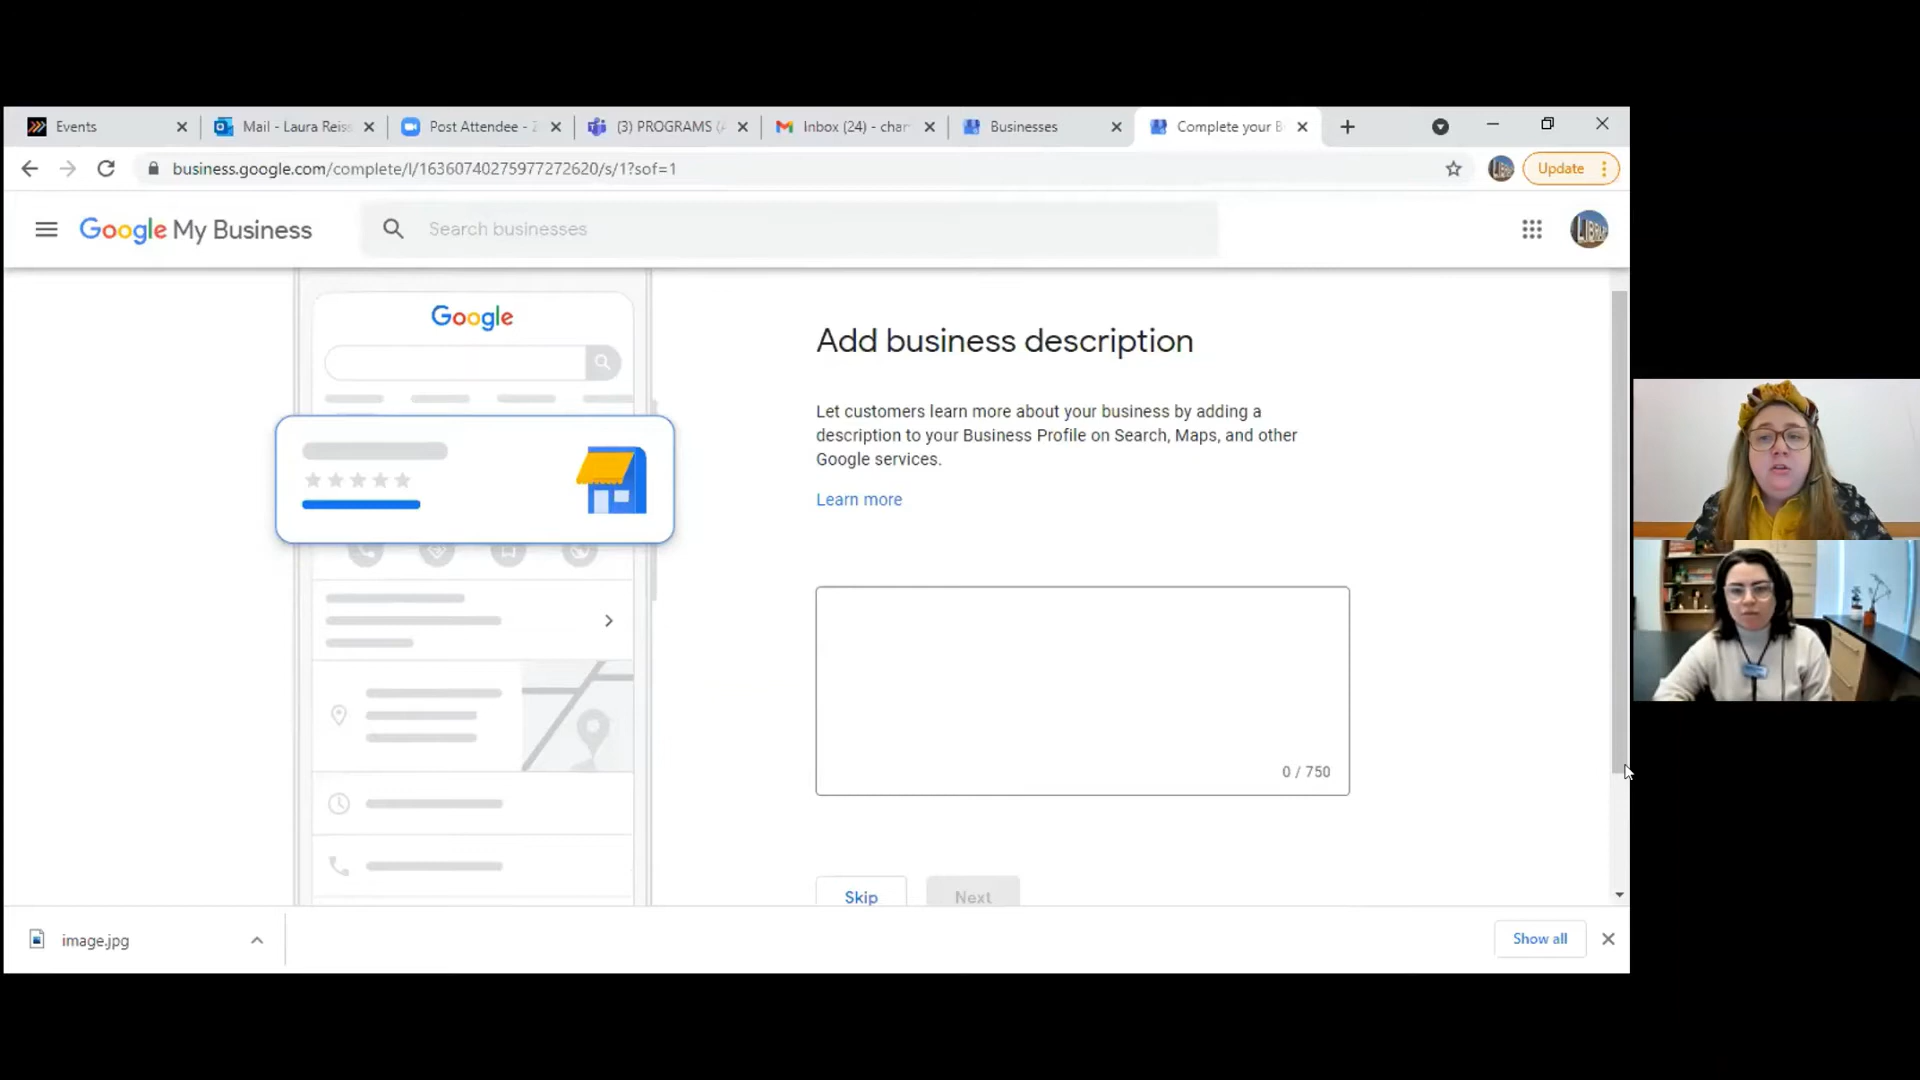 Events
Mail - Laura Reiss
Post Attendee - Z
(3) PROGRAMS (
Inbox (24) - char
Businesses
Complete your B
business.google.com/complete/l/16360740275977272620/s/1?sof=1
Update
Google My Business
Search businesses
LIBRA
Google
Add business description
Let customers learn more about your business by adding a
description to your Business Profile on Search, Maps, and other
Google services.
Learn more
0 / 750
Skip
Next
image.jpg
Show all